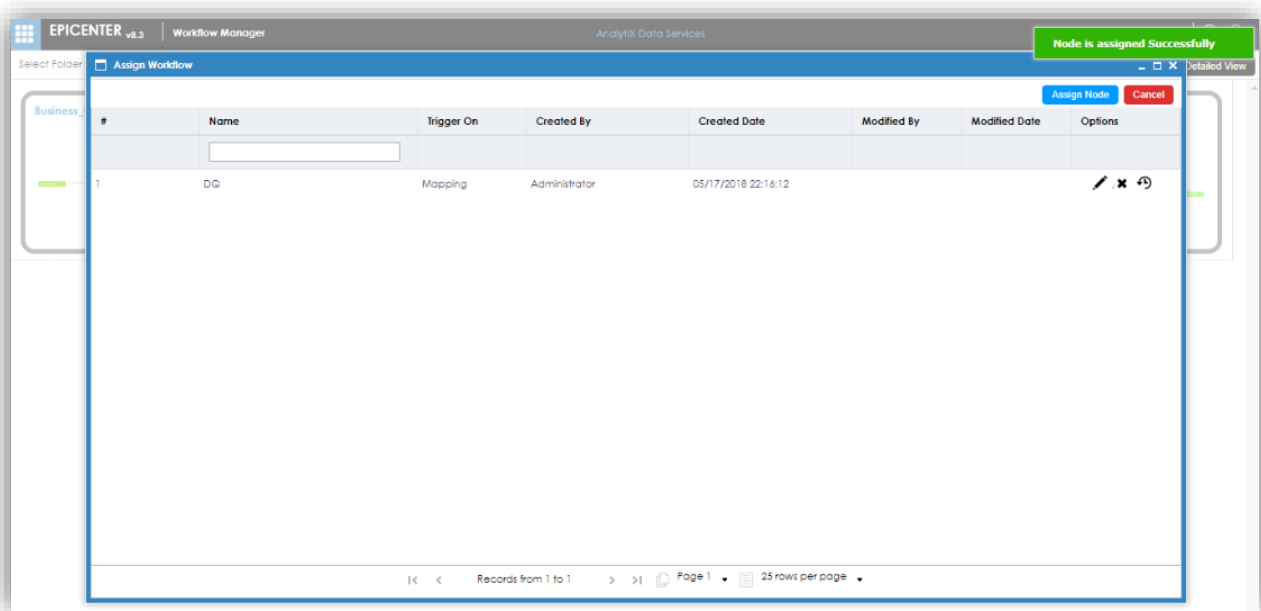 EPICENTER v8.3 Workflow Manager AnalytiX Data Services
Node is assigned Successfully
Select Folder Assign Workflow Detailed View
Assign Node Cancel
Business_
# Name Trigger On Created By Created Date Modified By Modified Date Options
1 DQ Mapping Administrator 05/17/2018 22:16:12
Records from 1 to 1 Page 1 25 rows per page